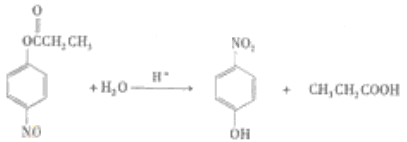 O
OCCH₂CH₃
NO
+ H₂O
H⁺
NO₂
OH
+
CH₃CH₂COOH